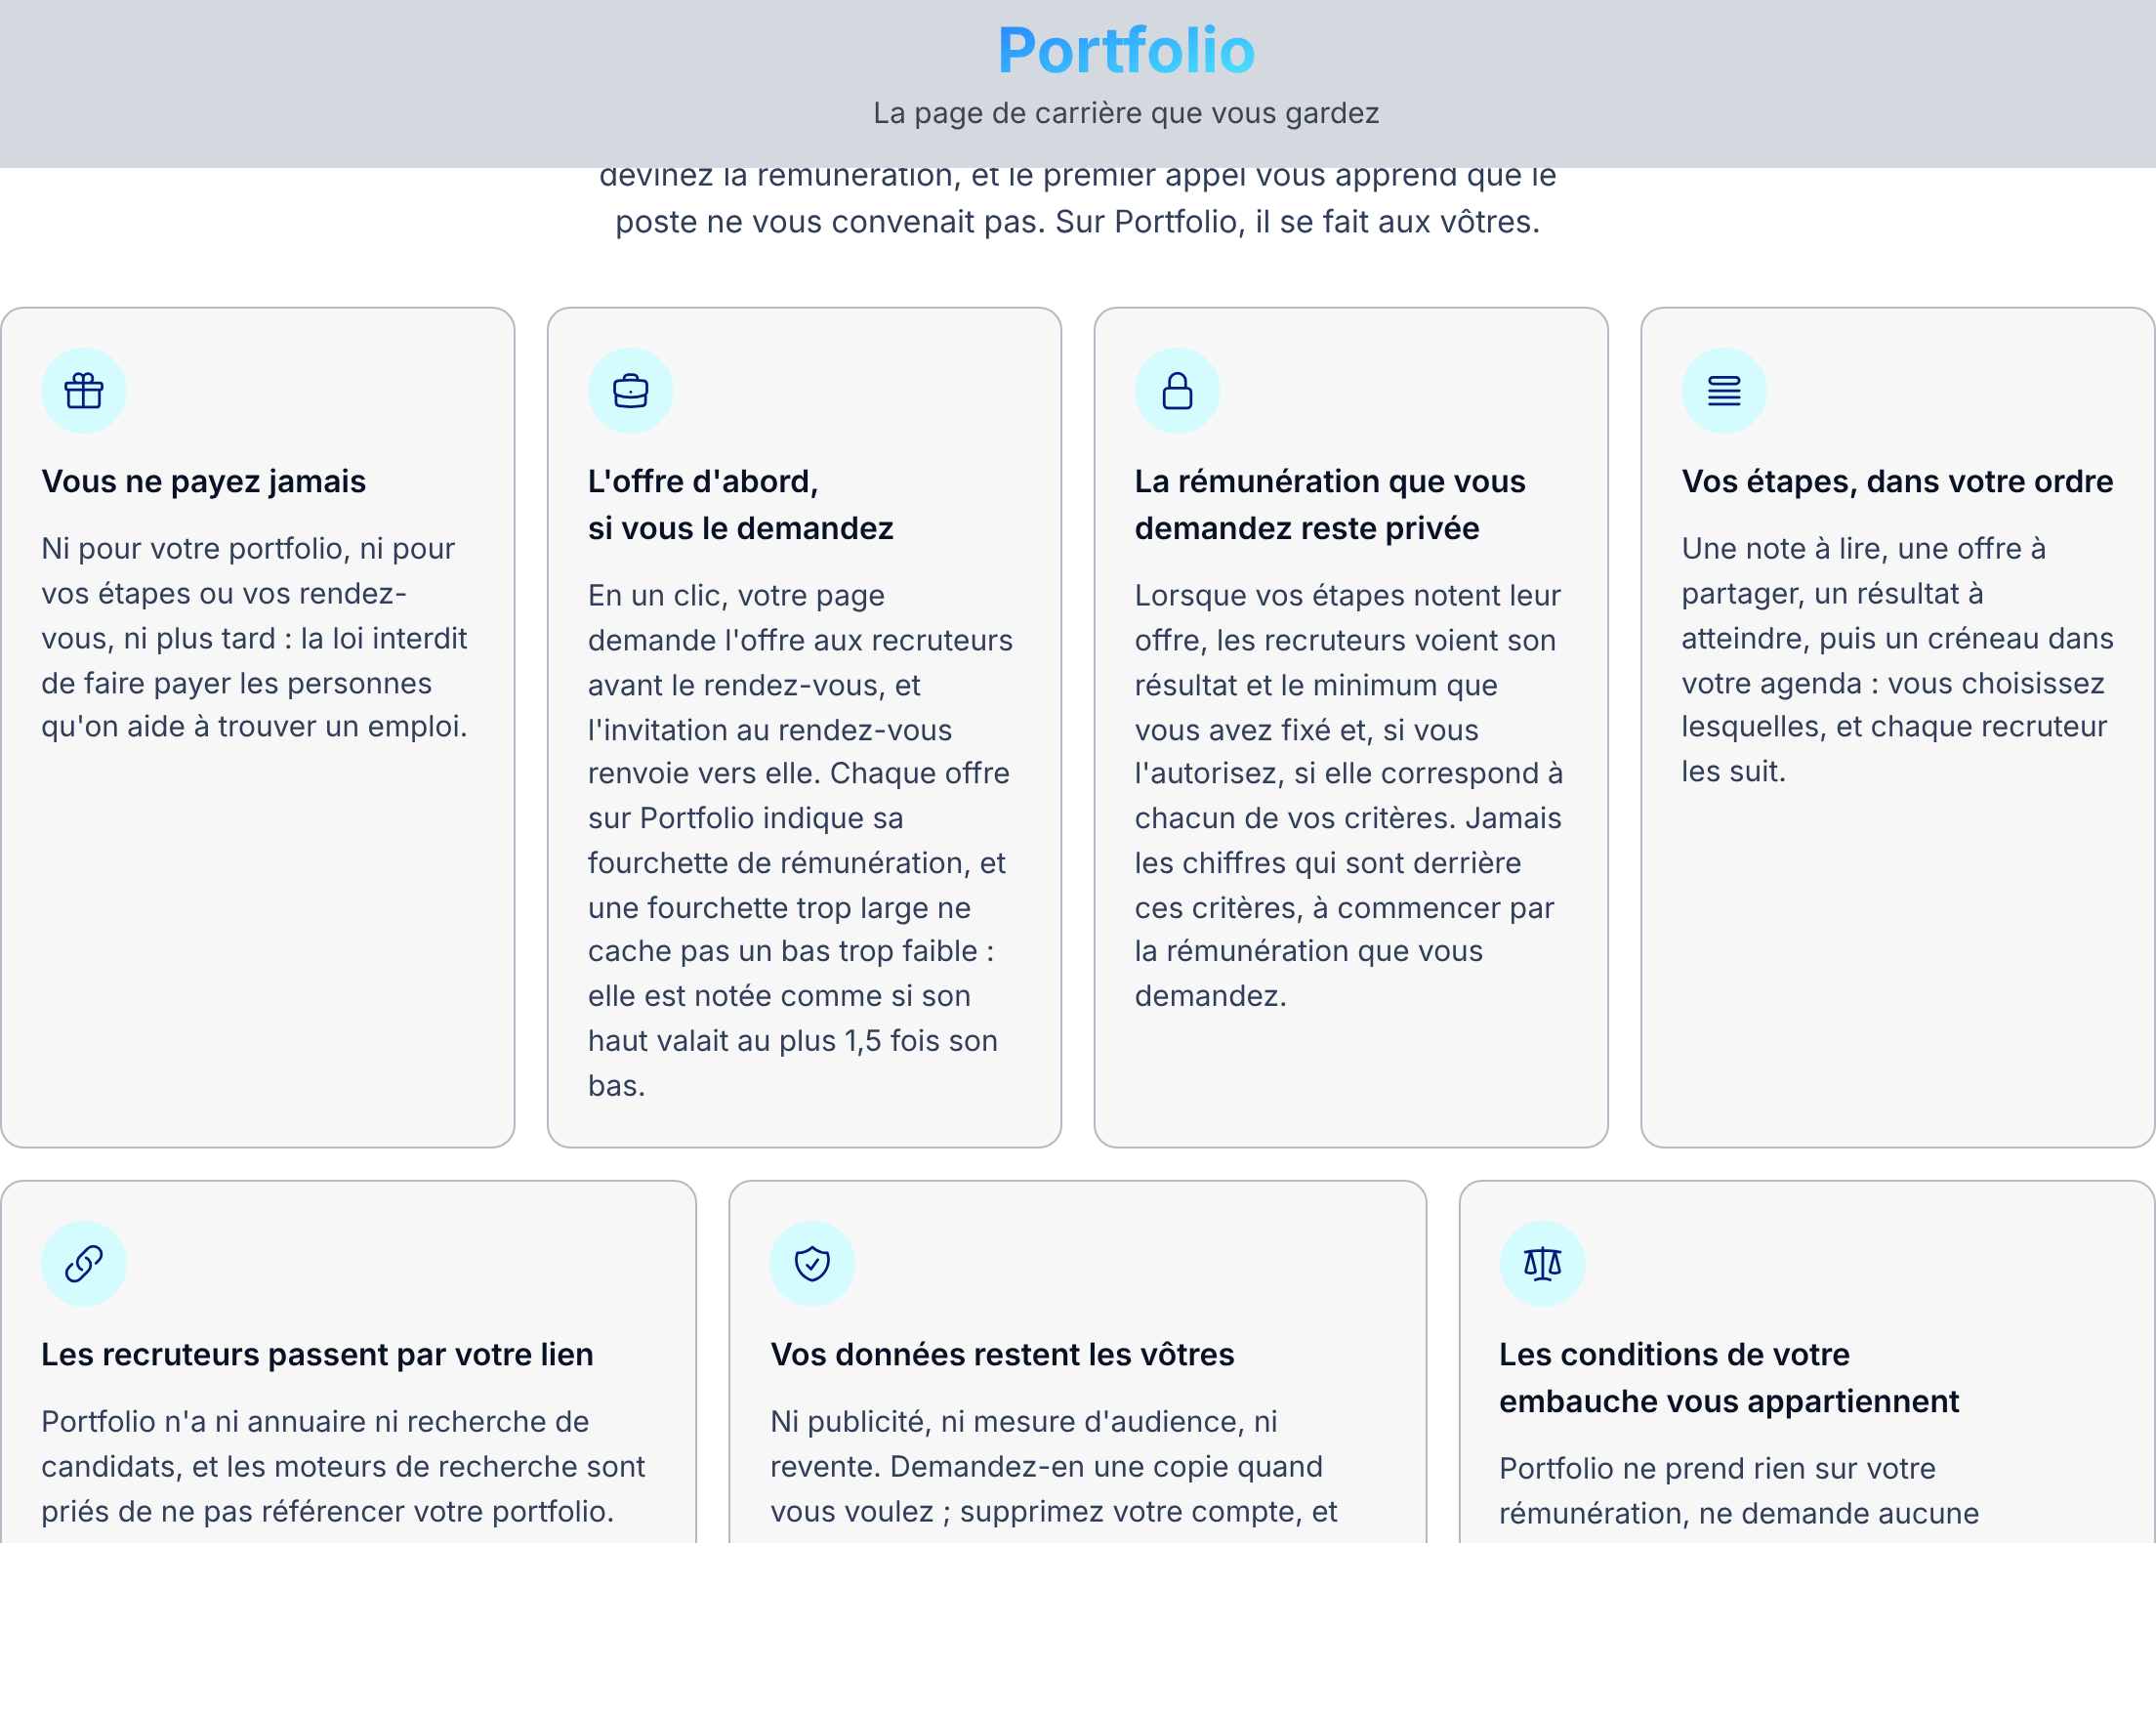 Portfolio
La page de carrière que vous gardez
devinez la rémunération, et le premier appel vous apprend que le
poste ne vous convenait pas. Sur Portfolio, il se fait aux vôtres.
Vous ne payez jamais
Ni pour votre portfolio, ni pour
vos étapes ou vos rendez-
vous, ni plus tard : la loi interdit
de faire payer les personnes
qu'on aide à trouver un emploi.
L'offre d'abord,
si vous le demandez
En un clic, votre page
demande l'offre aux recruteurs
avant le rendez-vous, et
l'invitation au rendez-vous
renvoie vers elle. Chaque offre
sur Portfolio indique sa
fourchette de rémunération, et
une fourchette trop large ne
cache pas un bas trop faible :
elle est notée comme si son
haut valait au plus 1,5 fois son
bas.
La rémunération que vous
demandez reste privée
Lorsque vos étapes notent leur
offre, les recruteurs voient son
résultat et le minimum que
vous avez fixé et, si vous
l'autorisez, si elle correspond à
chacun de vos critères. Jamais
les chiffres qui sont derrière
ces critères, à commencer par
la rémunération que vous
demandez.
Vos étapes, dans votre ordre
Une note à lire, une offre à
partager, un résultat à
atteindre, puis un créneau dans
votre agenda : vous choisissez
lesquelles, et chaque recruteur
les suit.
Les recruteurs passent par votre lien
Portfolio n'a ni annuaire ni recherche de
candidats, et les moteurs de recherche sont
priés de ne pas référencer votre portfolio.
Vos données restent les vôtres
Ni publicité, ni mesure d'audience, ni
revente. Demandez-en une copie quand
vous voulez ; supprimez votre compte, et
Les conditions de votre
embauche vous appartiennent
Portfolio ne prend rien sur votre
rémunération, ne demande aucune